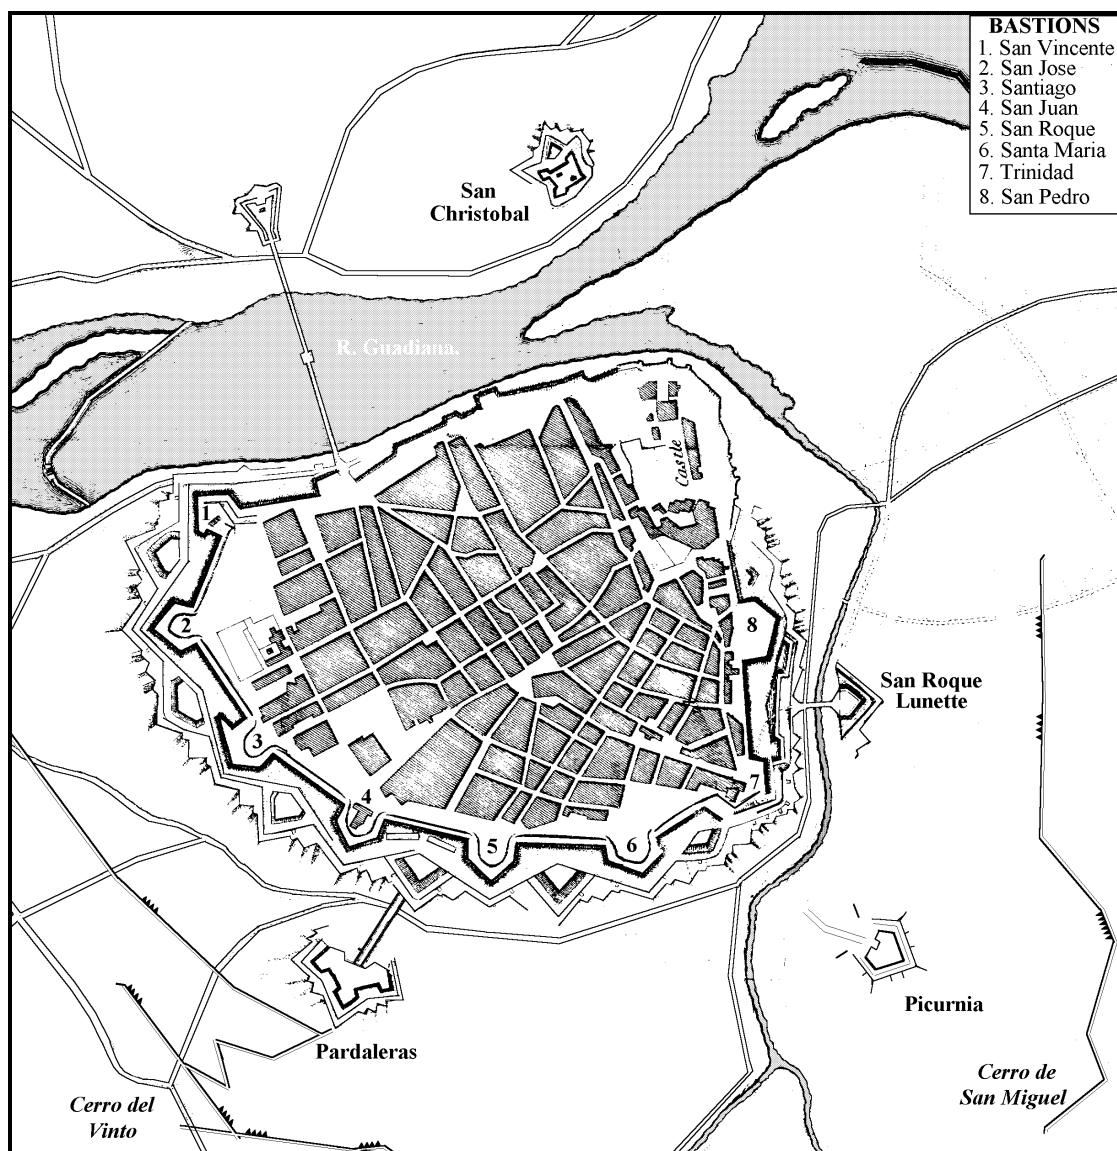 BASTIONS
1. San Vincente
2. San Jose
3. Santiago
4. San Juan
5. San Roque
6. Santa Maria
7. Trinidad
8. San Pedro
San
Christobal
R. Guadiana.
Castle
1
2
3
4
5
6
7
8
San Roque
Lunette
Picurnia
Pardaleras
Cerro de
San Miguel
Cerro del
Vinto